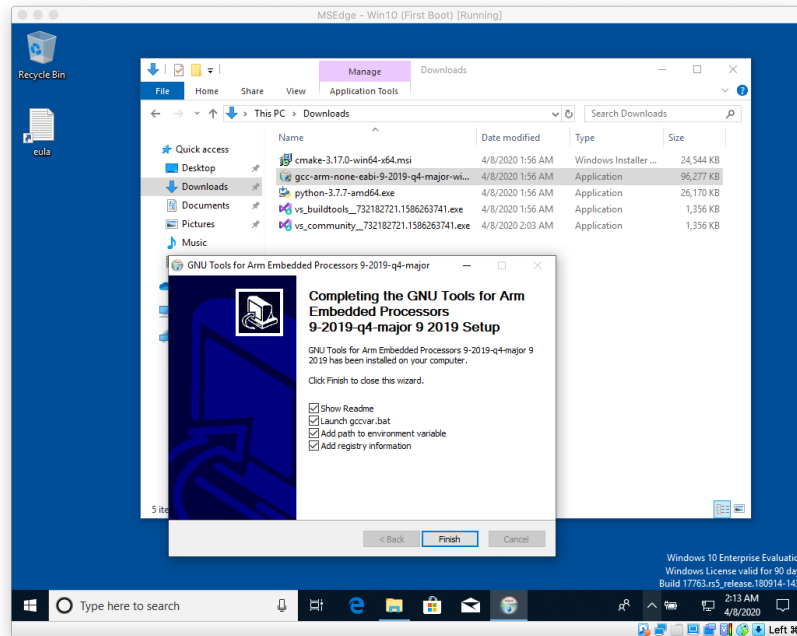 MSEdge - Win10 (First Boot) [Running]
Recycle Bin
eula
Manage
Downloads
File
Home
Share
View
Application Tools
This PC
Downloads
Search Downloads
Name
Date modified
Type
Size
Quick access
Desktop
Downloads
Documents
Pictures
Music
cmake-3.17.0-win64-x64.msi 4/8/2020 1:56 AM Windows Installer ... 24,544 KB
gcc-arm-none-eabi-9-2019-q4-major-wi... 4/8/2020 1:56 AM Application 96,277 KB
python-3.7.7-amd64.exe 4/8/2020 1:56 AM Application 26,170 KB
vs_buildtools__732182721.1586263741.exe 4/8/2020 1:56 AM Application 1,356 KB
vs_community__732182721.1586263741.exe 4/8/2020 2:03 AM Application 1,356 KB
GNU Tools for Arm Embedded Processors 9-2019-q4-major
Completing the GNU Tools for Arm
Embedded Processors
9-2019-q4-major 9 2019 Setup
GNU Tools for Arm Embedded Processors 9-2019-q4-major 9
2019 has been installed on your computer.
Click Finish to close this wizard.
Show Readme
Launch gccvar.bat
Add path to environment variable
Add registry information
5 ite
< Back
Finish
Cancel
Windows 10 Enterprise Evaluatio
Windows License valid for 90 day
Build 17763.rs5_release.180914-143
Type here to search
2:13 AM
4/8/2020
Left ⌘